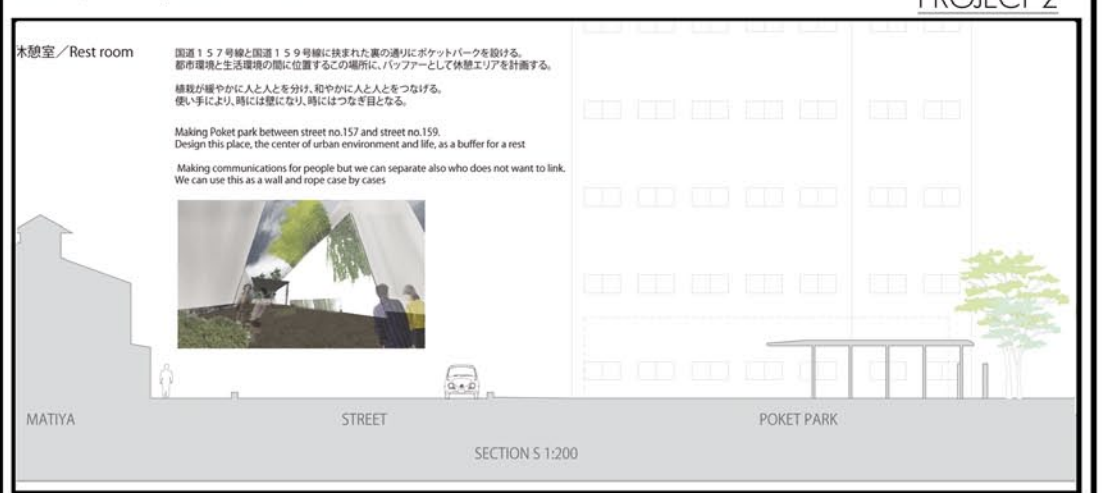 PROJECT 2
休憩室／Rest room
国道１５７号線と国道１５９号線に挟まれた裏の通りにポケットパークを設ける。
都市環境と生活環境の間に位置するこの場所に、バッファーとして休憩エリアを計画する。
植栽が緩やかに人と人とを分け、和やかに人と人とをつなげる。
使い手により、時には壁になり、時にはつなぎ目となる。
Making Poket park between street no.157 and street no.159.
Design this place, the center of urban environment and life, as a buffer for a rest
Making communications for people but we can separate also who does not want to link.
We can use this as a wall and rope case by cases
MATIYA
STREET
POKET PARK
SECTION S 1:200